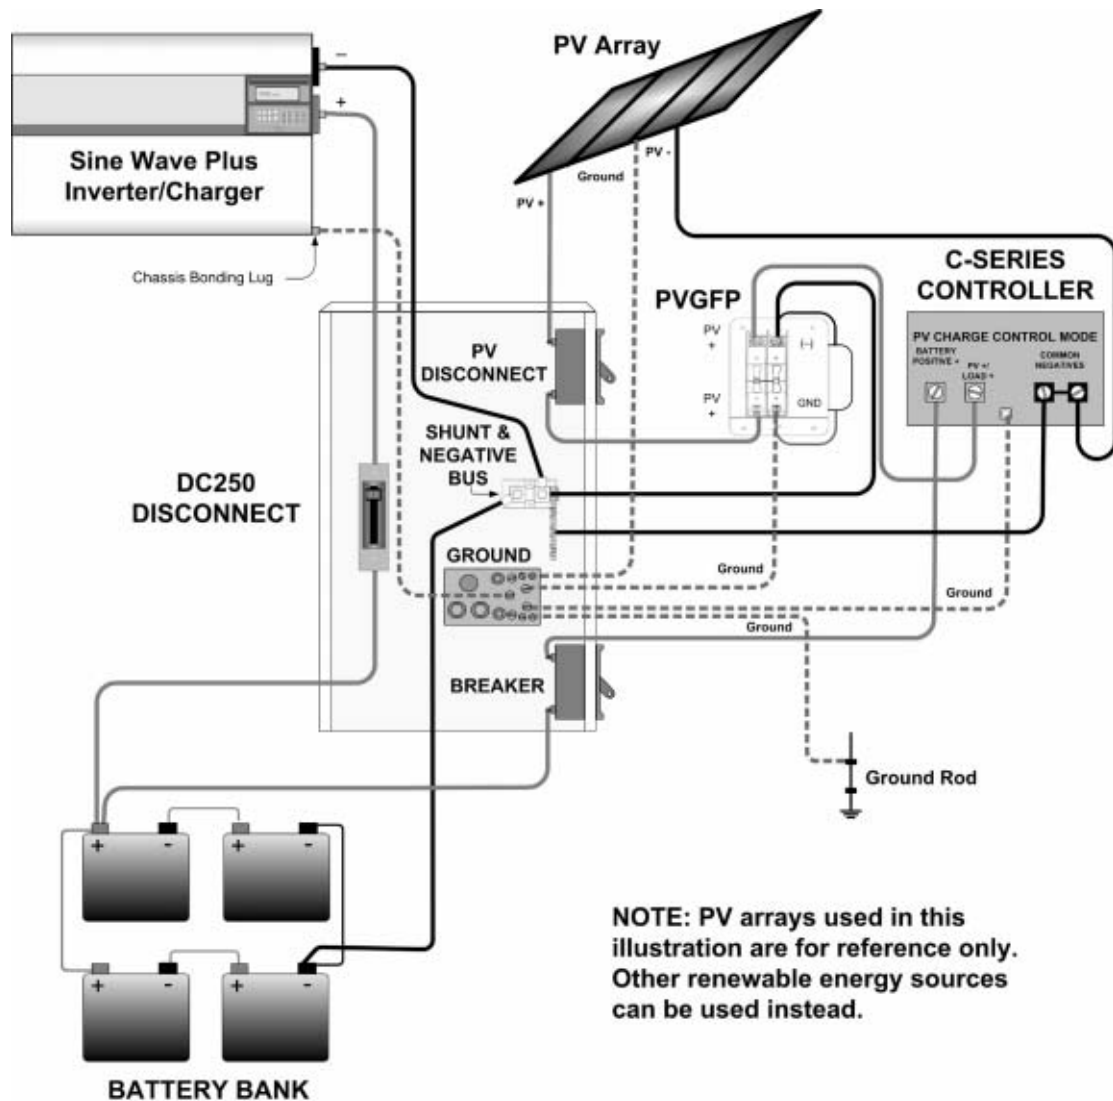 PV Array
–
+
Sine Wave Plus
Inverter/Charger
PV -
Ground
PV +
Chassis Bonding Lug
C-SERIES
CONTROLLER
PVGFP
PV
+
(-)
PV
+
GND
PV CHARGE CONTROL MODE
BATTERY
POSITIVE +
PV +/
LOAD +
COMMON
NEGATIVES
PV
DISCONNECT
SHUNT &
NEGATIVE
BUS
DC250
DISCONNECT
GROUND
Ground
Ground
Ground
BREAKER
Ground Rod
+ - + -
+ - + -
BATTERY BANK
NOTE: PV arrays used in this
illustration are for reference only.
Other renewable energy sources
can be used instead.